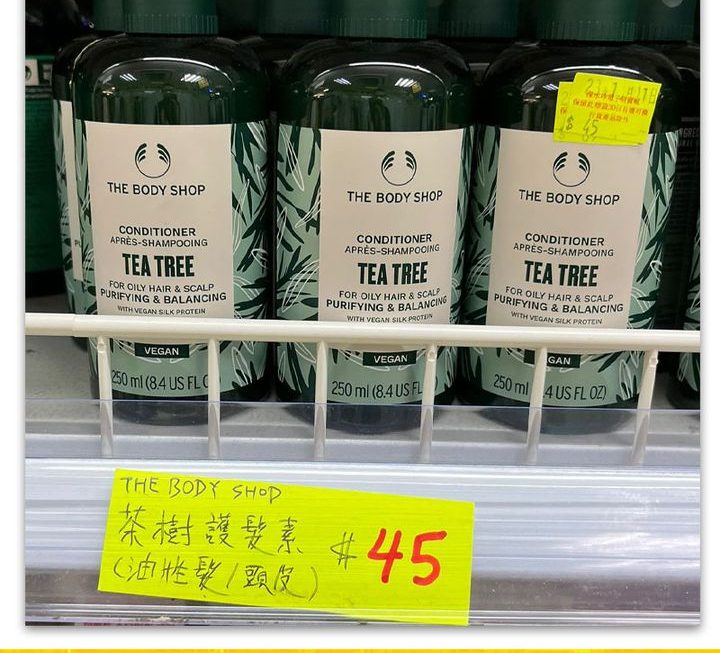 THE BODY SHOP
CONDITIONER
APRÈS-SHAMPOOING
TEA TREE
FOR OILY HAIR & SCALP
PURIFYING & BALANCING
WITH VEGAN SILK PROTEIN
VEGAN
250 ml (8.4 US FL O
THE BODY SHOP
CONDITIONER
APRÈS-SHAMPOOING
TEA TREE
FOR OILY HAIR & SCALP
PURIFYING & BALANCING
WITH VEGAN SILK PROTEIN
VEGAN
250 ml (8.4 US FL
$ 45
THE BODY SHOP
CONDITIONER
APRÈS-SHAMPOOING
TEA TREE
FOR OILY HAIR & SCALP
PURIFYING & BALANCING
WITH VEGAN SILK PROTEIN
GAN
250 ml 4 US FL OZ)
THE BODY SHOP
茶樹護髮素 $45
(油性髮/頭皮)